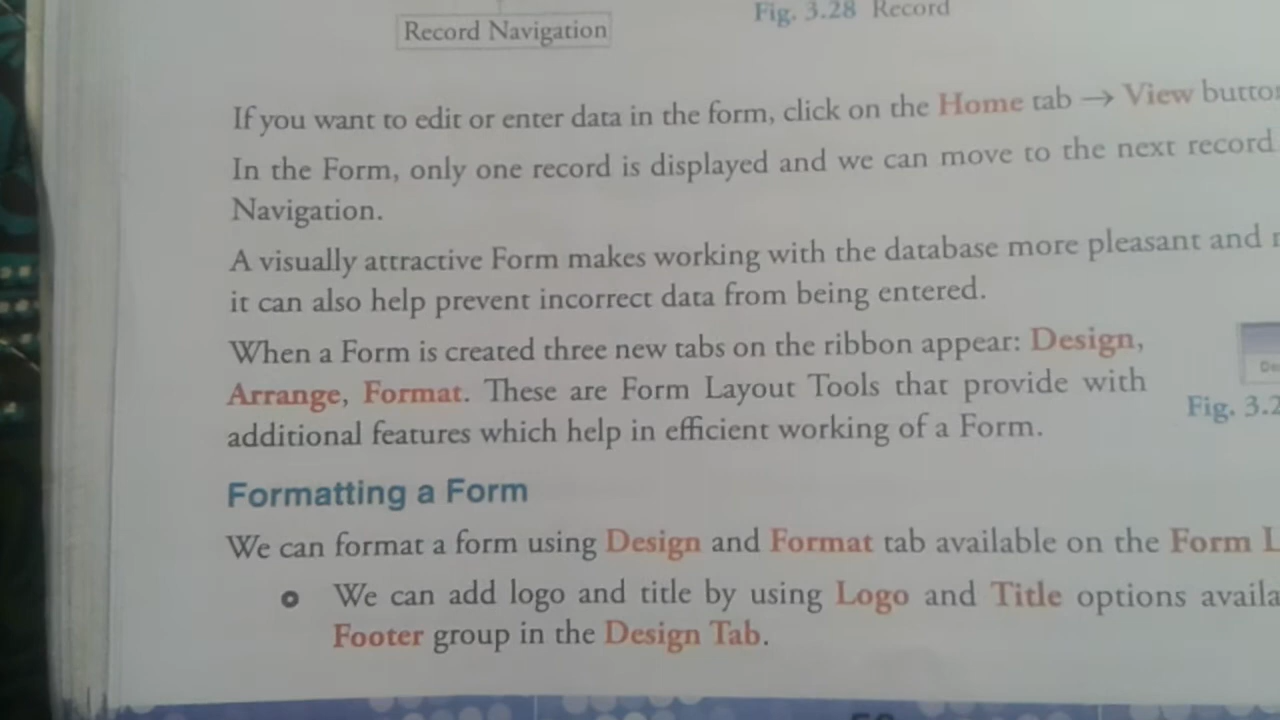 Fig. 3.28 Record
Record Navigation
If you want to edit or enter data in the form, click on the Home tab → View
In the Form, only one record is displayed and we can move to the next record
Navigation.
A visually attractive Form makes working with the database more pleasant and
it can also help prevent incorrect data from being entered.
When a Form is created three new tabs on the ribbon appear: Design,
Arrange, Format. These are Form Layout Tools that provide with
additional features which help in efficient working of a Form.
Fig. 3.2
Formatting a Form
We can format a form using Design and Format tab available on the Form
We can add logo and title by using Logo and Title options
Footer group in the Design Tab.